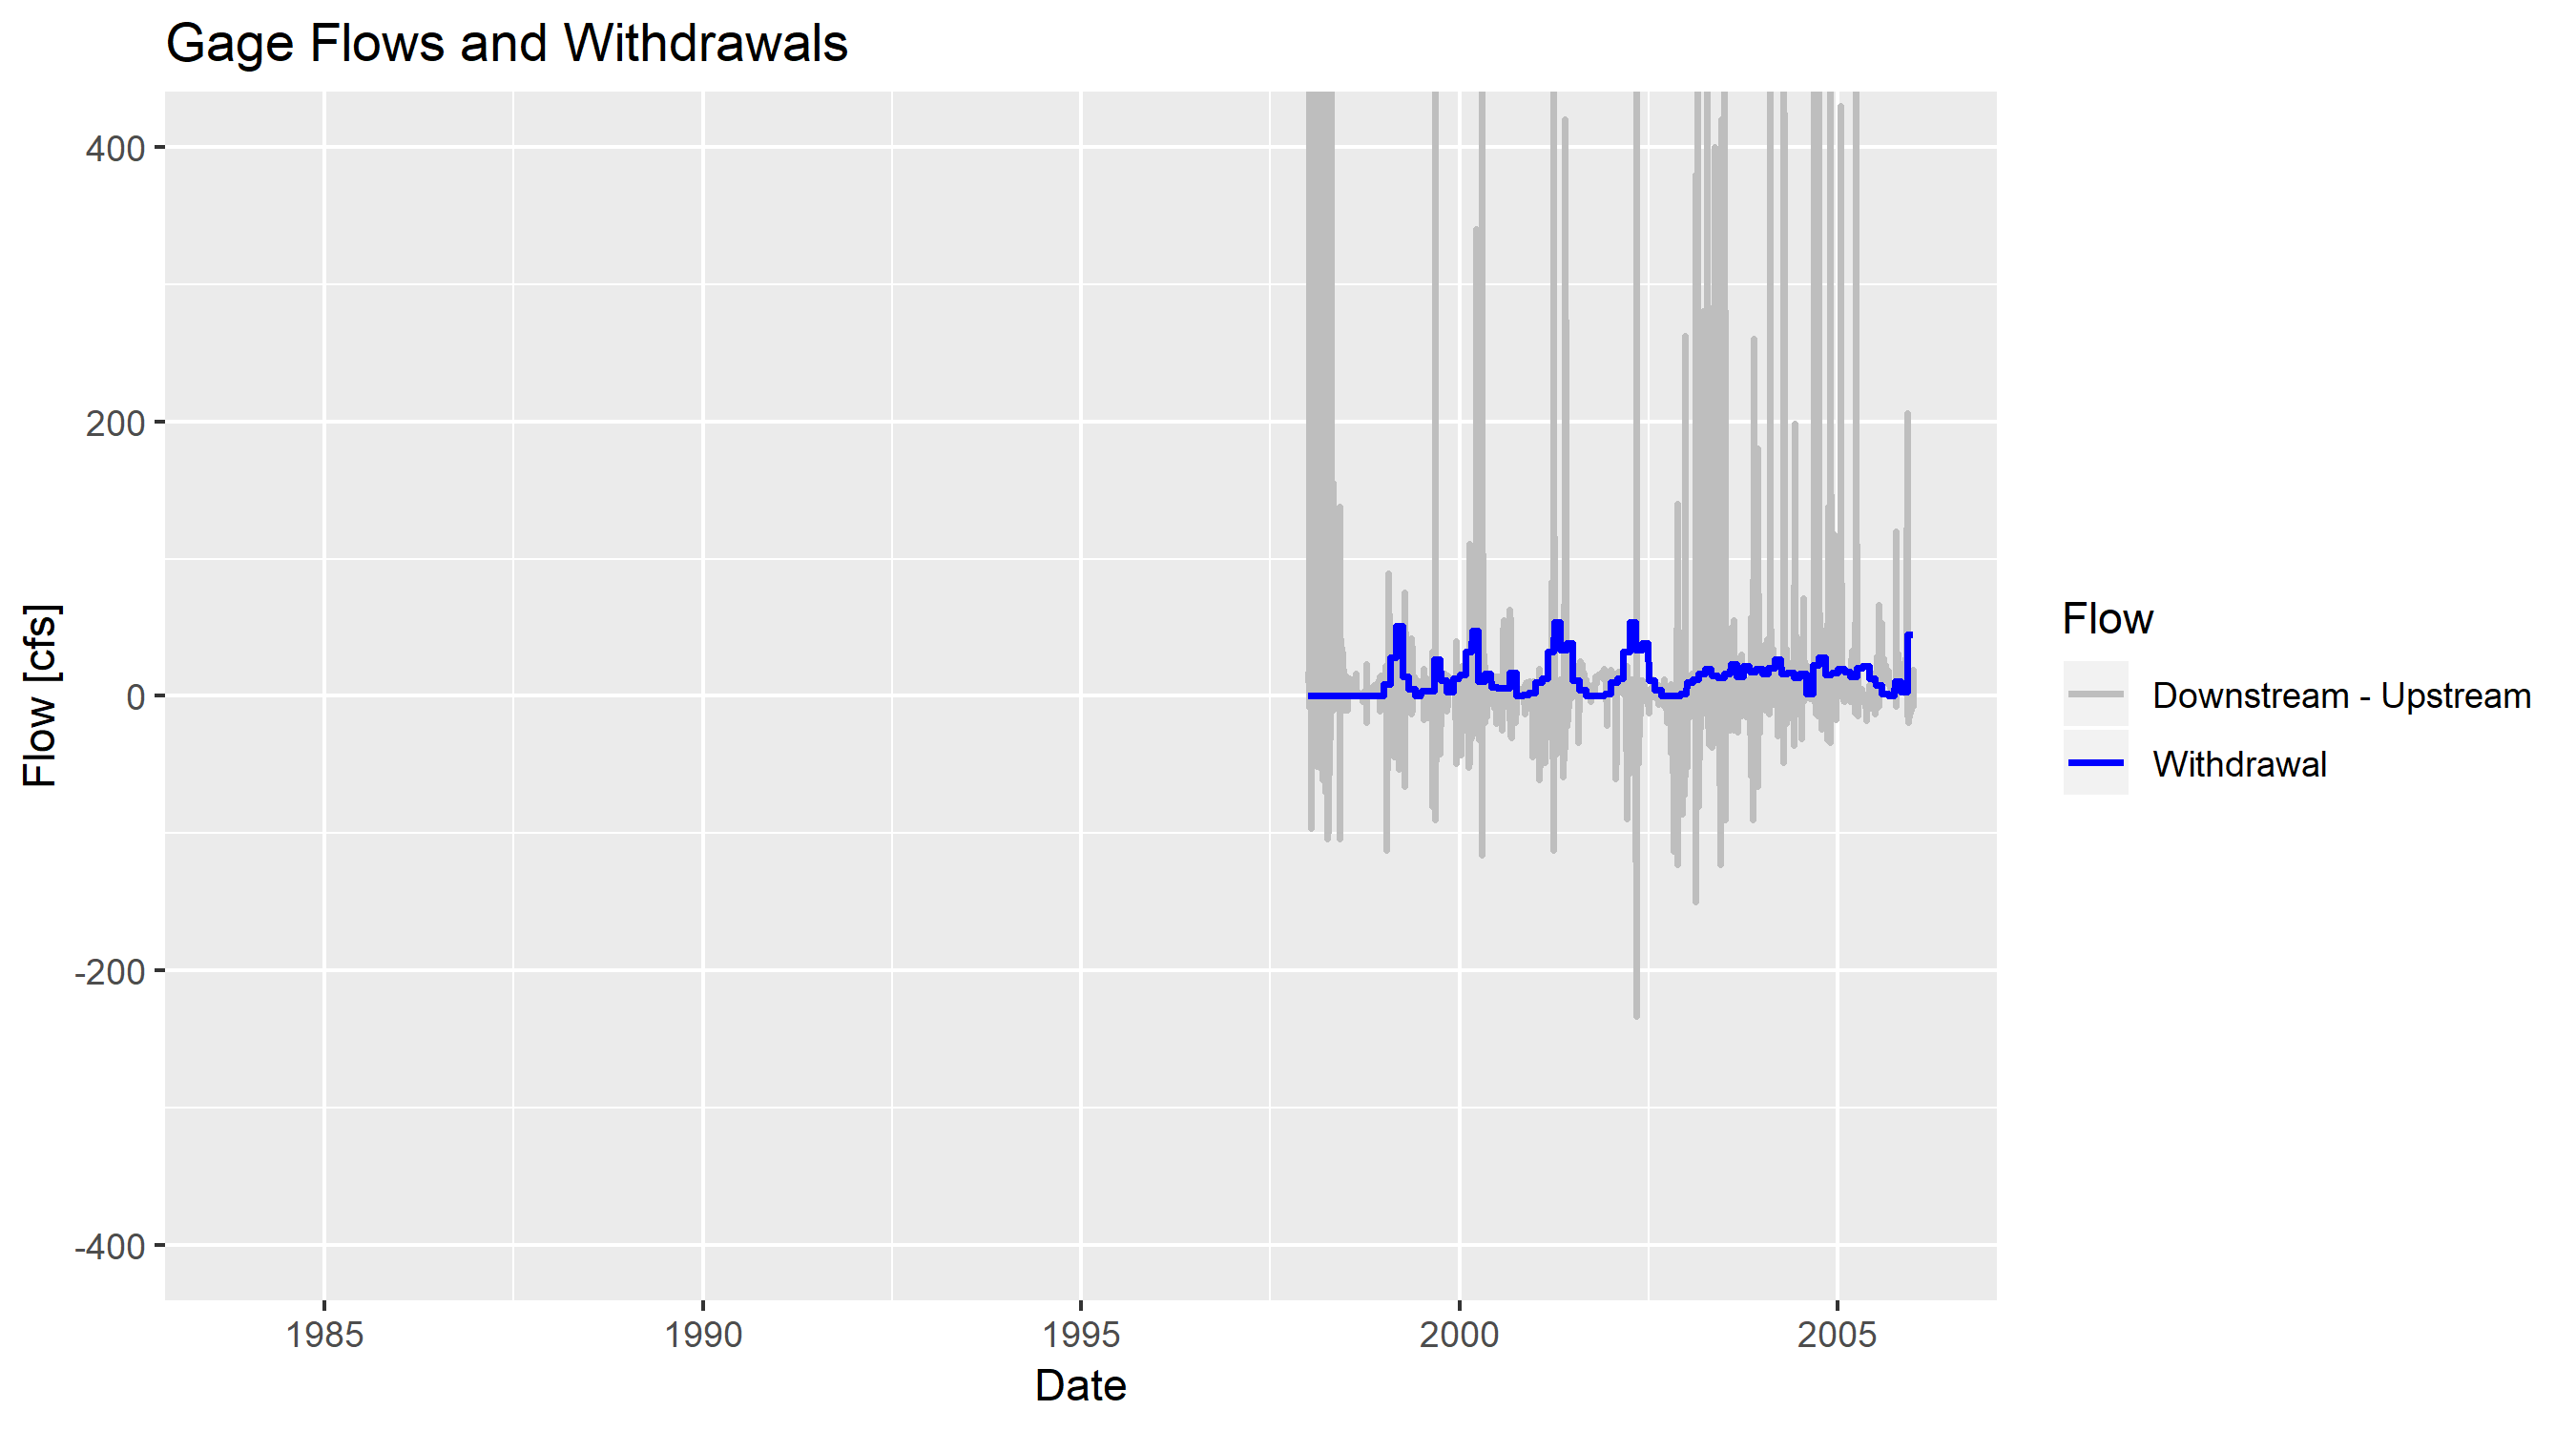 Gage Flows and Withdrawals
Flow [cfs]
400
200
0
-200
-400
1985
1990
1995
2000
2005
Date
Flow
Downstream - Upstream
Withdrawal